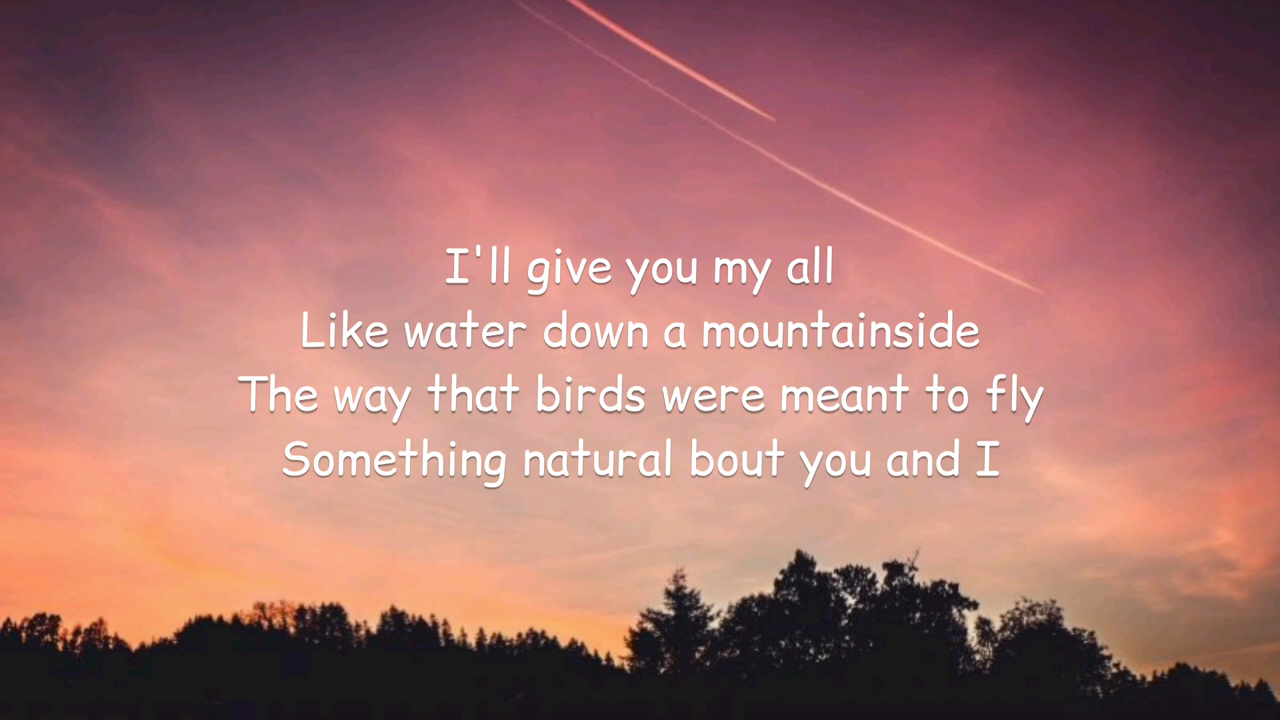 I'll give you my all
Like water down a mountainside
The way that birds were meant to fly
Something natural bout you and I